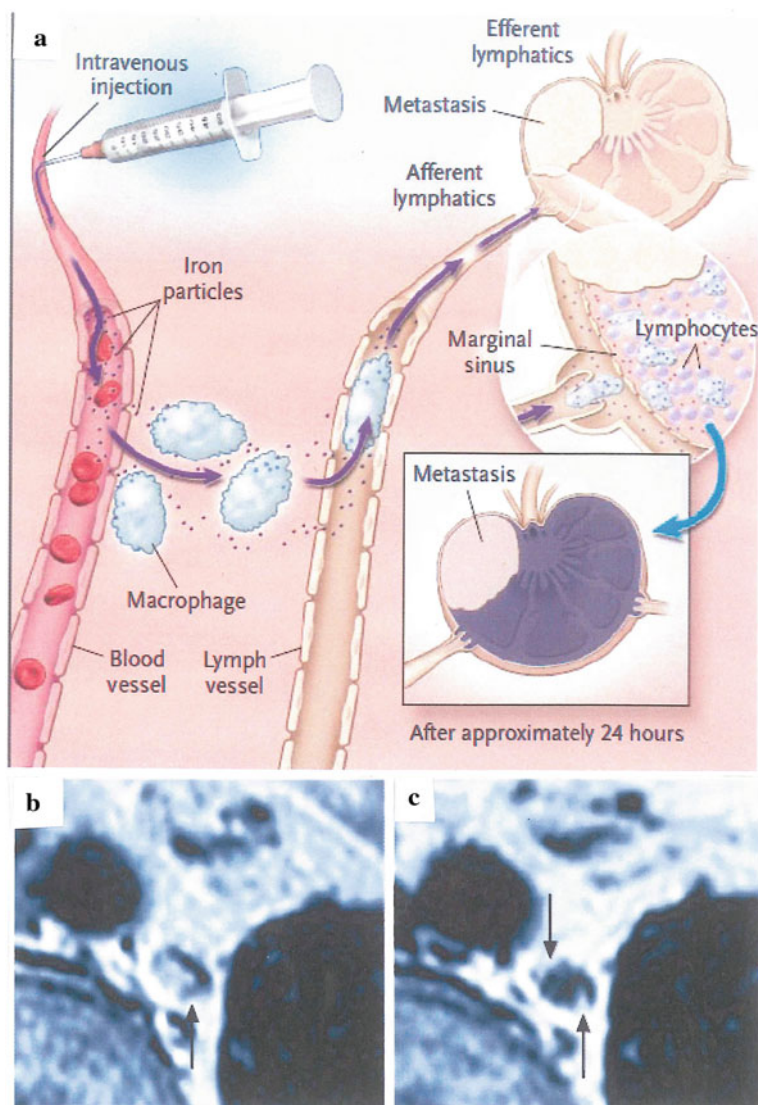 a
Intravenous
injection
Efferent
lymphatics
Metastasis
Afferent
lymphatics
Iron
particles
Marginal
sinus
Lymphocytes
Metastasis
Macrophage
Blood
vessel
Lymph
vessel
After approximately 24 hours
b
c